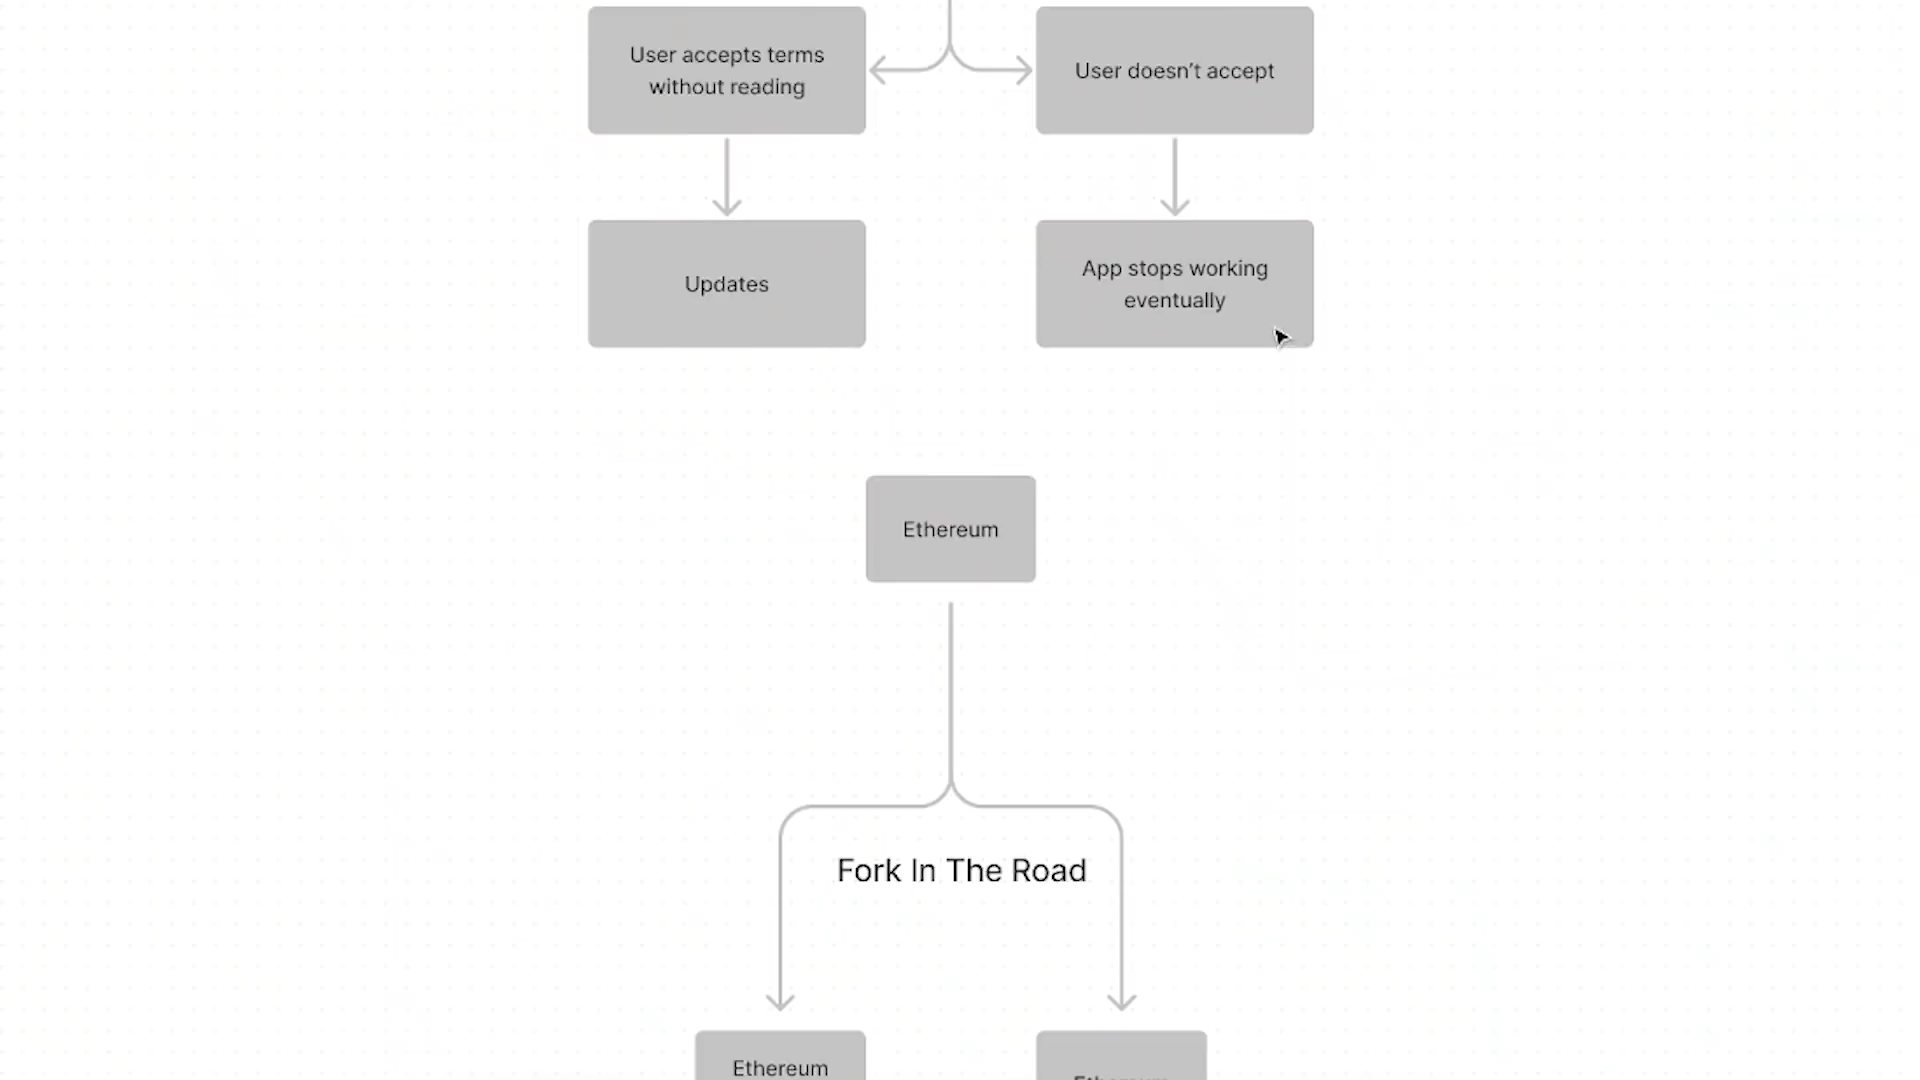 User accepts terms
without reading
User doesn't accept
Updates
App stops working
eventually
Ethereum
Fork In The Road
Ethereum